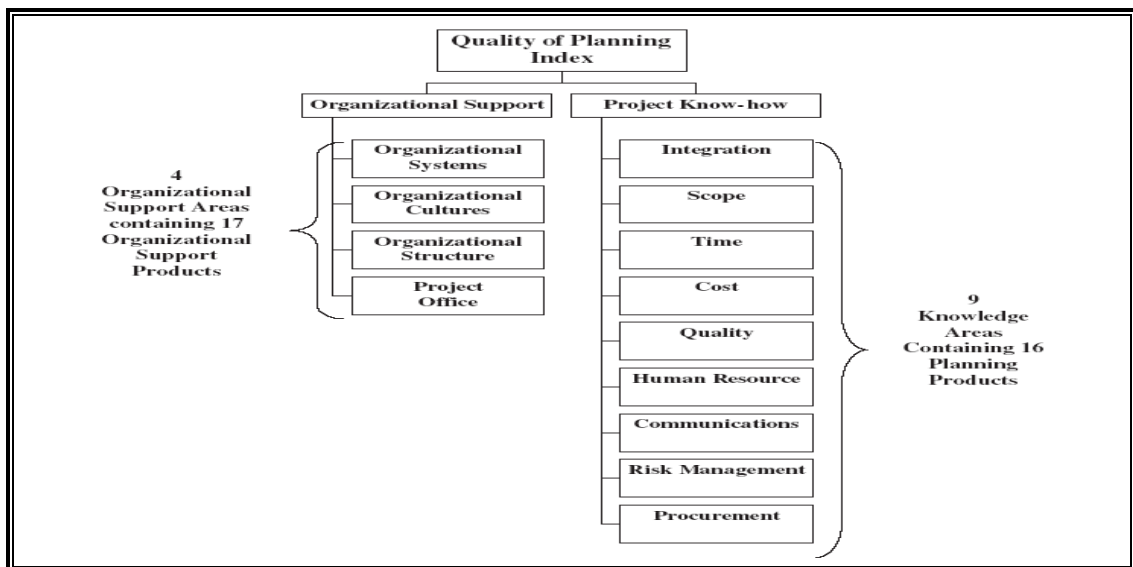 Quality of Planning
Index
Organizational Support
Project Know-how
4
Organizational
Support Areas
containing 17
Organizational
Support
Products
Organizational
Systems
Organizational
Cultures
Organizational
Structure
Project
Office
Integration
Scope
Time
Cost
Quality
Human Resource
Communications
Risk Management
Procurement
9
Knowledge
Areas
Containing 16
Planning
Products